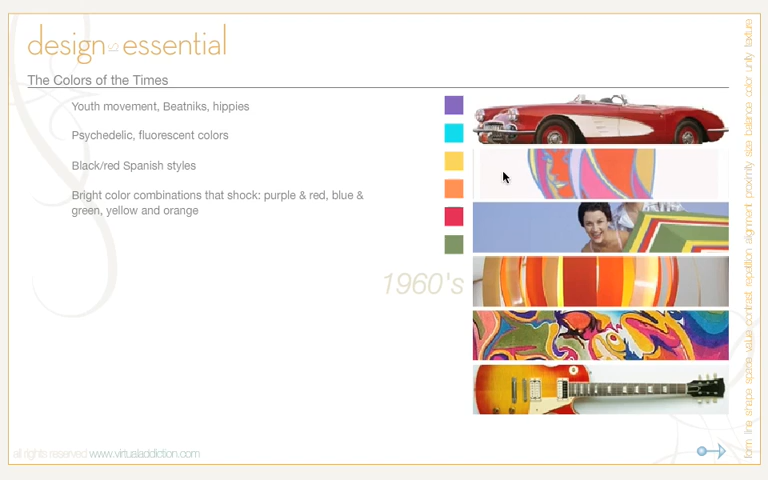 design is essential
The Colors of the Times
Youth movement, Beatniks, hippies
Psychedelic, fluorescent colors
Black/red Spanish styles
Bright color combinations that shock: purple & red, blue &
green, yellow and orange
1960's
form line shape space value contrast repetition alignment proximity size balance color unity texture
all rights reserved www.virtualaddiction.com